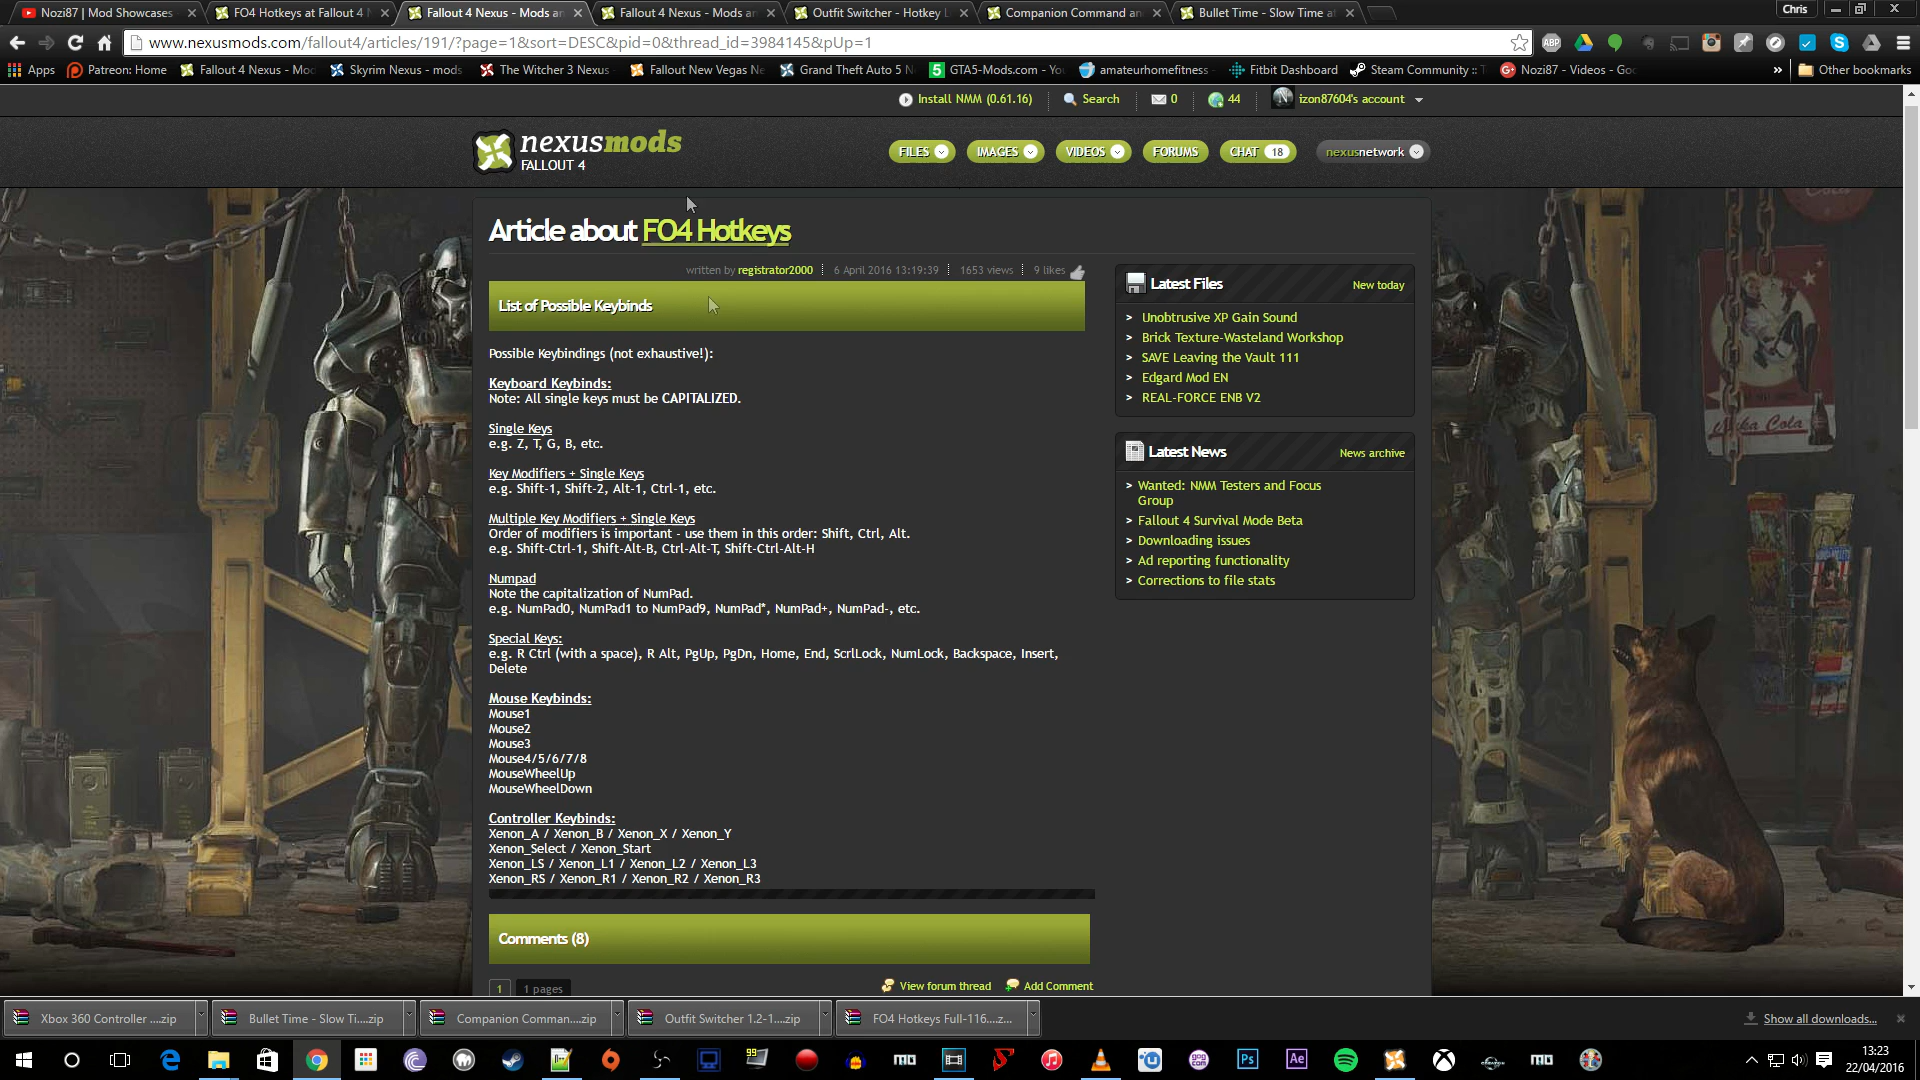 Nozi87 | Mod Showcases
FO4 Hotkeys at Fallout 4
Fallout 4 Nexus - Mods an
Fallout 4 Nexus - Mods an
Outfit Switcher - Hotkey
Companion Command an
Bullet Time - Slow Time at
Chris
www.nexusmods.com/fallout4/articles/191/?page=1&sort=DESC&pid=0&thread_id=3984145&pUp=1
ABP
Apps
Patreon: Home
Fallout 4 Nexus - Mod
Skyrim Nexus - mods
The Witcher 3 Nexus
Fallout New Vegas Ne
Grand Theft Auto 5 N
5 GTA5-Mods.com - Yo
amateurhomefitness
Fitbit Dashboard
Steam Community ::
Nozi87 - Videos - Go
»
Other bookmarks
Install NMM (0.61.16)
Search
0
44
izon87604's account
nexusmods
FALLOUT 4
FILES
IMAGES
VIDEOS
FORUMS
CHAT 18
nexusnetwork
Article about FO4 Hotkeys
written by registrator2000
6 April 2016 13:19:39
1653 views
9 likes
List of Possible Keybinds
Possible Keybindings (not exhaustive!):
Keyboard Keybinds:
Note: All single keys must be CAPITALIZED.
Single Keys
e.g. Z, T, G, B, etc.
Key Modifiers + Single Keys
e.g. Shift-1, Shift-2, Alt-1, Ctrl-1, etc.
Multiple Key Modifiers + Single Keys
Order of modifiers is important - use them in this order: Shift, Ctrl, Alt.
e.g. Shift-Ctrl-1, Shift-Alt-B, Ctrl-Alt-T, Shift-Ctrl-Alt-H
Numpad
Note the capitalization of NumPad.
e.g. NumPad0, NumPad1 to NumPad9, NumPad*, NumPad+, NumPad-, etc.
Special Keys:
e.g. R Ctrl (with a space), R Alt, PgUp, PgDn, Home, End, ScrlLock, NumLock, Backspace, Insert,
Delete
Mouse Keybinds:
Mouse1
Mouse2
Mouse3
Mouse4/5/6/7/8
MouseWheelUp
MouseWheelDown
Controller Keybinds:
Xenon_A / Xenon_B / Xenon_X / Xenon_Y
Xenon_Select / Xenon_Start
Xenon_LS / Xenon_L1 / Xenon_L2 / Xenon_L3
Xenon_RS / Xenon_R1 / Xenon_R2 / Xenon_R3
Comments (8)
1
1 pages
View forum thread
Add Comment
Latest Files
New today
> Unobtrusive XP Gain Sound
> Brick Texture-Wasteland Workshop
> SAVE Leaving the Vault 111
> Edgard Mod EN
> REAL-FORCE ENB V2
Latest News
News archive
> Wanted: NMM Testers and Focus
Group
> Fallout 4 Survival Mode Beta
> Downloading issues
> Ad reporting functionality
> Corrections to file stats
Xbox 360 Controller ....zip
Bullet Time - Slow Ti....zip
Companion Comman....zip
Outfit Switcher 1.2-1....zip
FO4 Hotkeys Full-116....z...
Show all downloads...
99
Ps
Ae
13:23
22/04/2016